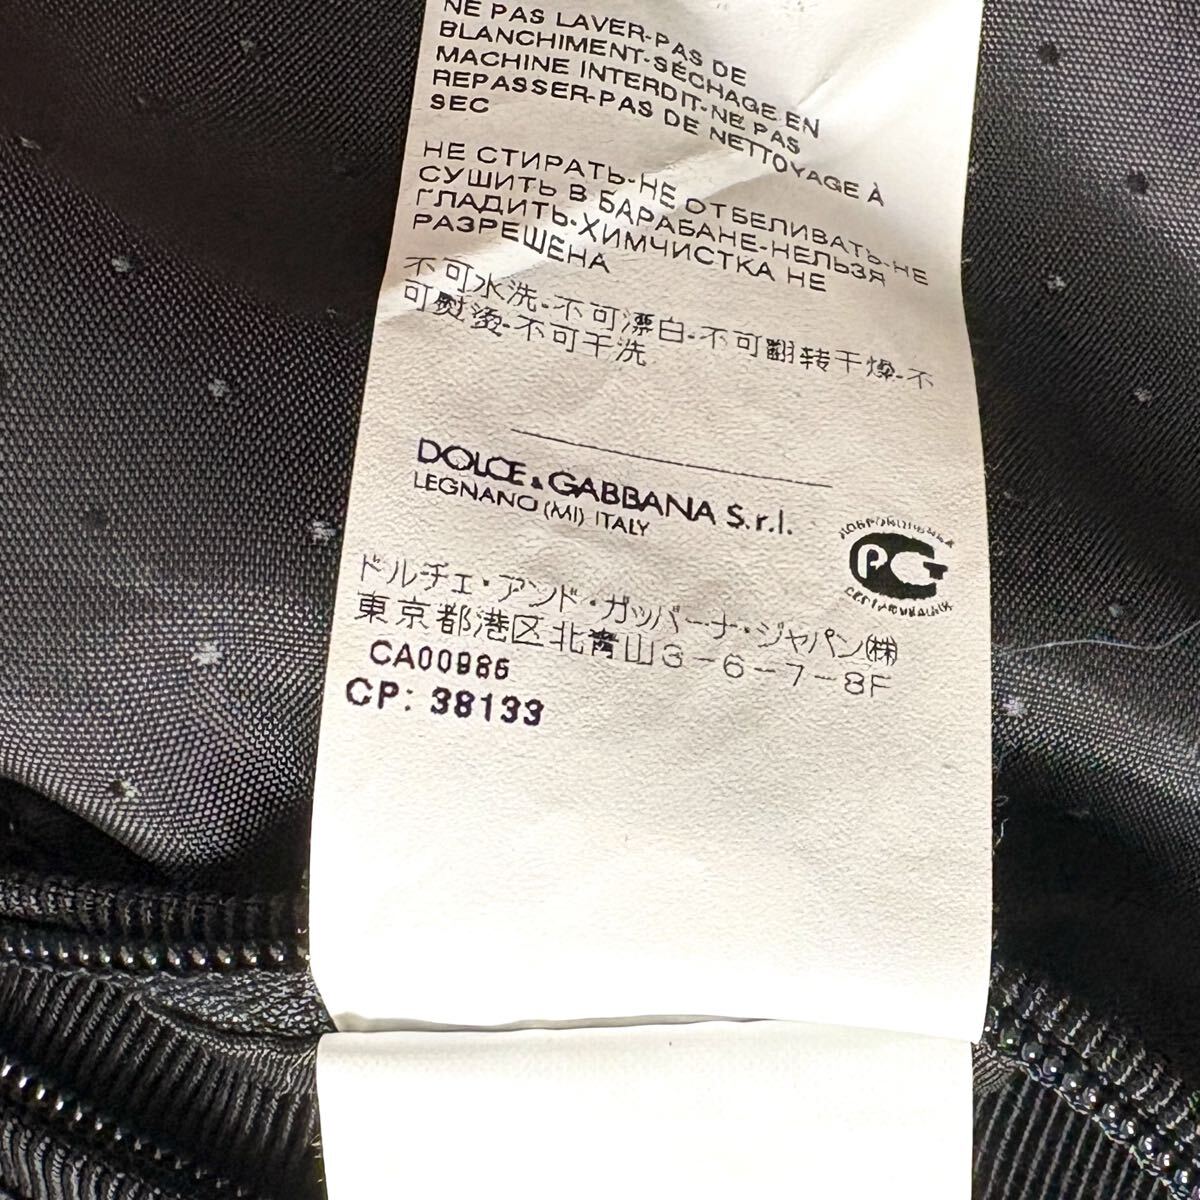 NE PAS LAVER-PAS DE
BLANCHIMENT-SÉCHAGE EN
MACHINE INTERDIT-NE PAS
REPASSER-PAS DE NETTOYAGE À
SEC
НЕ СТИРАТЬ-НЕ ОТБЕЛИВАТЬ-НЕ
СУШИТЬ В БАРАБАНЕ-НЕЛЬЗЯ
ГЛАДИТЬ-ХИМЧИСТКА НЕ
РАЗРЕШЕНА
不可水洗-不可漂白-不可翻转干燥-不
可熨烫-不可干洗
DOLCE & GABBANA S.r.l.
LEGNANO (MI) ITALY
PG
ドルチェ・アンド・ガッバーナ・ジャパン㈱
東京都港区北青山3-6-7-8F
CA00986
CP: 38133